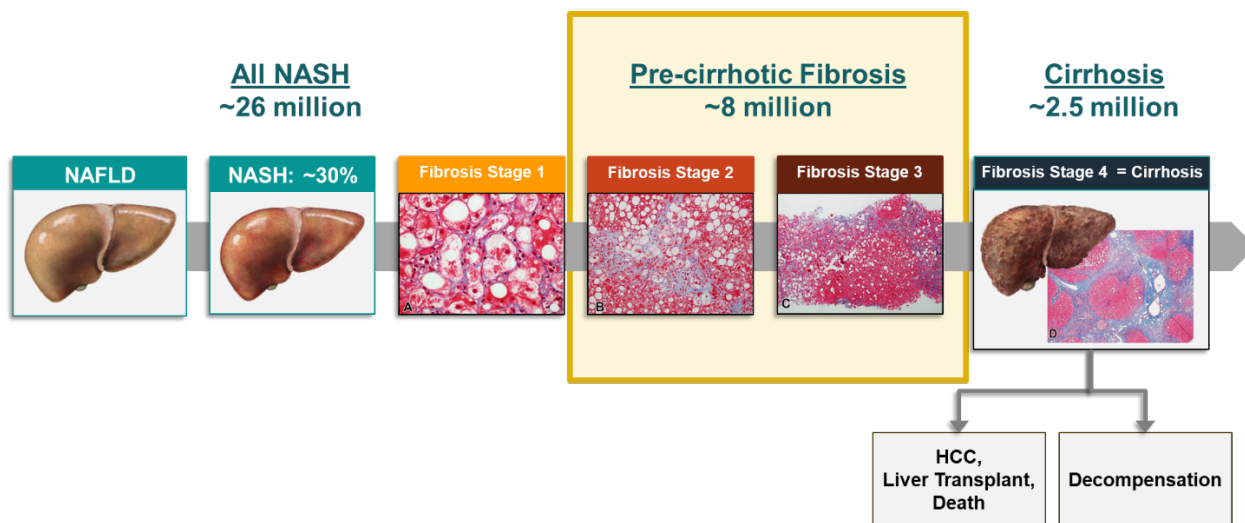 All NASH
~26 million
Pre-cirrhotic Fibrosis
~8 million
Cirrhosis
~2.5 million
NAFLD
NASH: ~30%
Fibrosis Stage 1
Fibrosis Stage 2
Fibrosis Stage 3
Fibrosis Stage 4 = Cirrhosis
A
B
C
D
HCC,
Liver Transplant,
Death
Decompensation